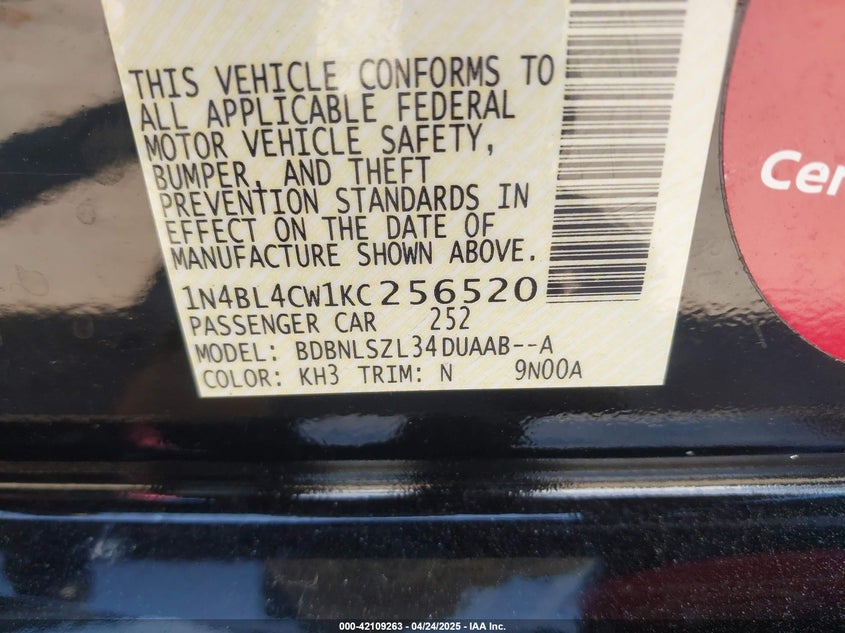 THIS VEHICLE CONFORMS TO
ALL APPLICABLE FEDERAL
MOTOR VEHICLE SAFETY,
BUMPER, AND THEFT
PREVENTION STANDARDS IN
EFFECT ON THE DATE OF
MANUFACTURE SHOWN ABOVE.
1N4BL4CW1KC256520
PASSENGER CAR 252
MODEL: BDBNLSZL34DUAAB--A
COLOR: KH3 TRIM: N 9N00A
Cer
000-42109263 - 04/24/2025 - IAA Inc.